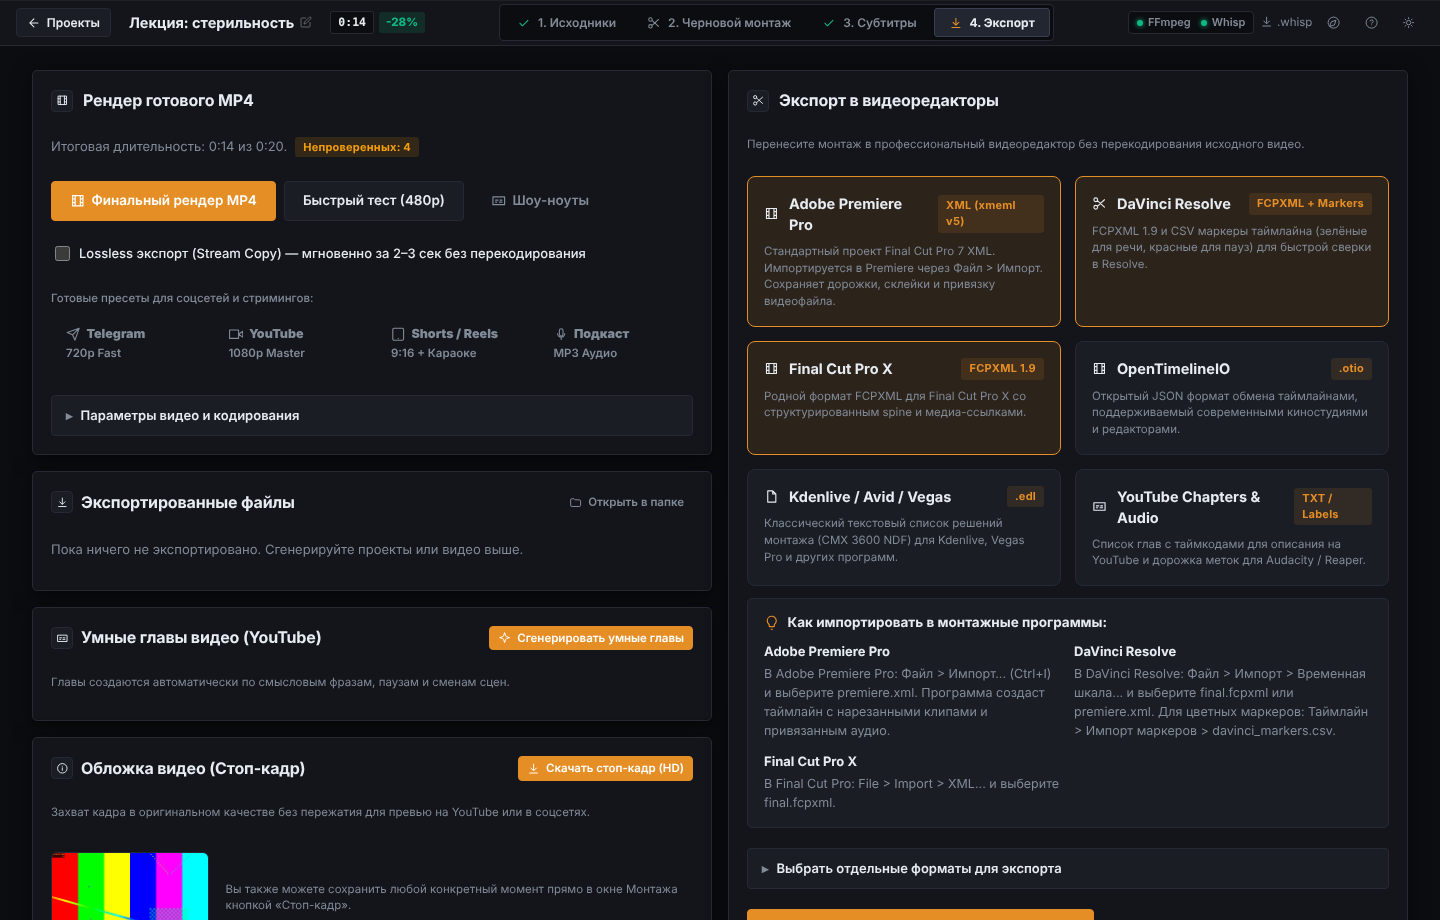 Проекты
Лекция: стерильность
0:14
-28%
1. Исходники
2. Черновой монтаж
3. Субтитры
4. Экспорт
FFmpeg
Whisp
.whisp
Рендер готового MP4
Итоговая длительность: 0:14 из 0:20.
Непроверенных: 4
Финальный рендер MP4
Быстрый тест (480p)
Шоу-ноуты
Lossless экспорт (Stream Copy) — мгновенно за 2–3 сек без перекодирования
Готовые пресеты для соцсетей и стримингов:
Telegram
720p Fast
YouTube
1080p Master
Shorts / Reels
9:16 + Караоке
Подкаст
MP3 Аудио
Параметры видео и кодирования
Экспортированные файлы
Открыть в папке
Пока ничего не экспортировано. Сгенерируйте проекты или видео выше.
Умные главы видео (YouTube)
Сгенерировать умные главы
Главы создаются автоматически по смысловым фразам, паузам и сменам сцен.
Обложка видео (Стоп-кадр)
Скачать стоп-кадр (HD)
Захват кадра в оригинальном качестве без пережатия для превью на YouTube или в соцсетях.
Вы также можете сохранить любой конкретный момент прямо в окне Монтажа
кнопкой «Стоп-кадр».
Экспорт в видеоредакторы
Перенесите монтаж в профессиональный видеоредактор без перекодирования исходного видео.
Adobe Premiere
Pro
XML (xmeml
v5)
Стандартный проект Final Cut Pro 7 XML.
Импортируется в Premiere через Файл > Импорт.
Сохраняет дорожки, склейки и привязку
видеофайла.
DaVinci Resolve
FCPXML + Markers
FCPXML 1.9 и CSV маркеры таймлайна (зелёные
для речи, красные для пауз) для быстрой сверки
в Resolve.
Final Cut Pro X
FCPXML 1.9
Родной формат FCPXML для Final Cut Pro X со
структурированным spine и медиа-ссылками.
OpenTimelineIO
.otio
Открытый JSON формат обмена таймлайнами,
поддерживаемый современными киностудиями
и редакторами.
Kdenlive / Avid / Vegas
.edl
Классический текстовый список решений
монтажа (CMX 3600 NDF) для Kdenlive, Vegas
Pro и других программ.
YouTube Chapters &
Audio
TXT /
Labels
Список глав с таймкодами для описания на
YouTube и дорожка меток для Audacity / Reaper.
Как импортировать в монтажные программы:
Adobe Premiere Pro
В Adobe Premiere Pro: Файл > Импорт... (Ctrl+I)
и выберите premiere.xml. Программа создаст
таймлайн с нарезанными клипами и
привязанным аудио.
DaVinci Resolve
В DaVinci Resolve: Файл > Импорт > Временная
шкала... и выберите final.fcpxml или
premiere.xml. Для цветных маркеров: Таймлайн
> Импорт маркеров > davinci_markers.csv.
Final Cut Pro X
В Final Cut Pro: File > Import > XML... и выберите
final.fcpxml.
Выбрать отдельные форматы для экспорта